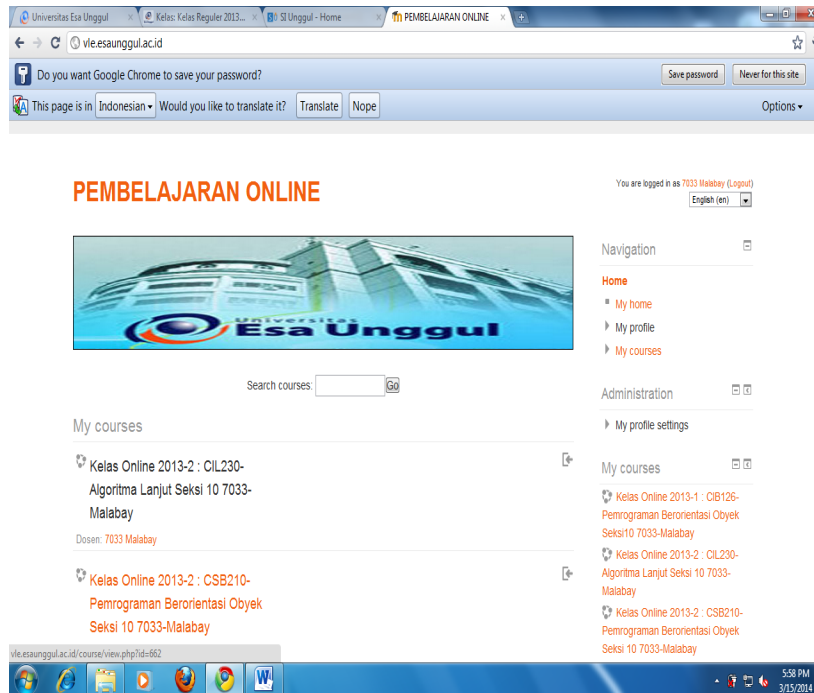 Universitas Esa Unggul
Kelas: Kelas Reguler 2013...
SI Unggul - Home
PEMBELAJARAN ONLINE
vle.esaunggul.ac.id
Do you want Google Chrome to save your password?
Save password
Never for this site
This page is in
Indonesian
Would you like to translate it?
Translate
Nope
Options
PEMBELAJARAN ONLINE
You are logged in as 7033 Malabay (Logout)
English (en)
Universitas
Esa Unggul
Search courses:
Go
My courses
Kelas Online 2013-2 : CIL230-
Algoritma Lanjut Seksi 10 7033-
Malabay
Dosen: 7033 Malabay
Kelas Online 2013-2 : CSB210-
Pemrograman Berorientasi Obyek
Seksi 10 7033-Malabay
Navigation
Home
My home
My profile
My courses
Administration
My profile settings
My courses
Kelas Online 2013-1 : CIB126-
Pemrograman Berorientasi Obyek
Seksi10 7033-Malabay
Kelas Online 2013-2 : CIL230-
Algoritma Lanjut Seksi 10 7033-
Malabay
Kelas Online 2013-2 : CSB210-
Pemrograman Berorientasi Obyek
Seksi 10 7033-Malabay
vle.esaunggul.ac.id/course/view.php?id=662
5:58 PM
3/15/2014